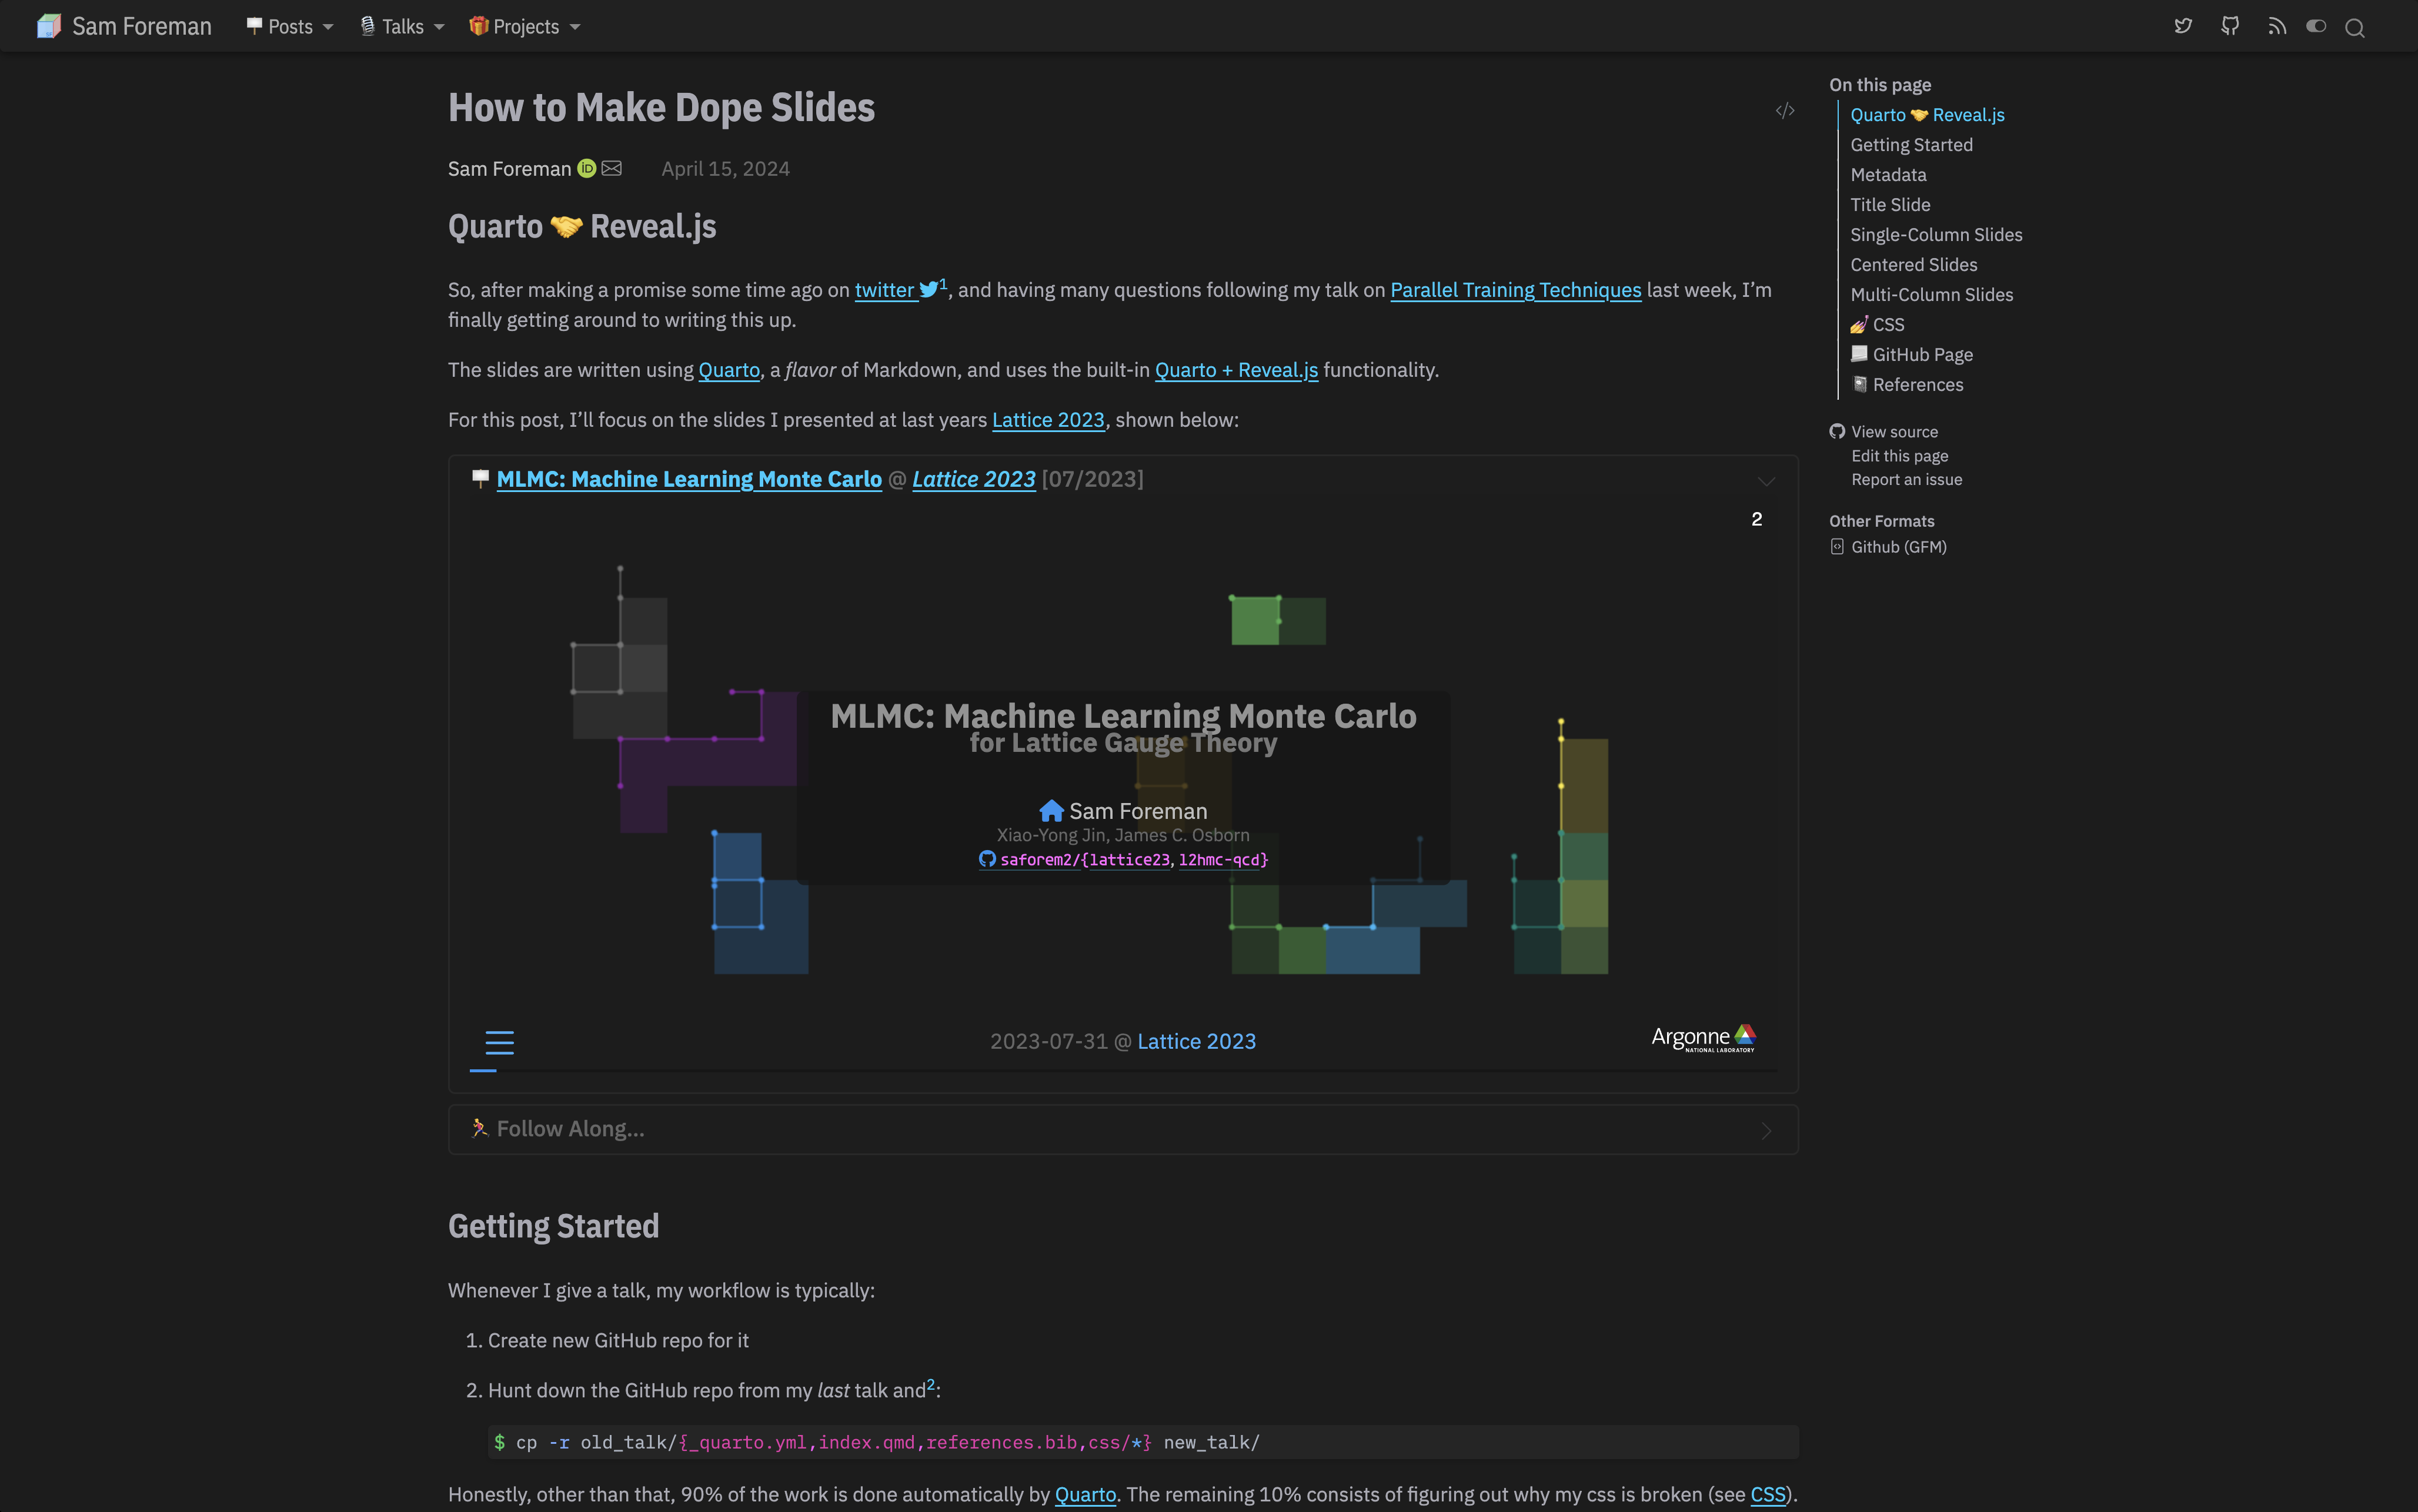 Sam Foreman
🪧 Posts
🎙️ Talks
🎁 Projects
How to Make Dope Slides
</>
Sam Foreman iD
April 15, 2024
Quarto 🤝 Reveal.js
So, after making a promise some time ago on twitter 1, and having many questions following my talk on Parallel Training Techniques last week, I’m
finally getting around to writing this up.
The slides are written using Quarto, a flavor of Markdown, and uses the built-in Quarto + Reveal.js functionality.
For this post, I’ll focus on the slides I presented at last years Lattice 2023, shown below:
🪧 MLMC: Machine Learning Monte Carlo @ Lattice 2023 [07/2023]
2
MLMC: Machine Learning Monte Carlo
for Lattice Gauge Theory
Sam Foreman
Xiao-Yong Jin, James C. Osborn
saforem2/{lattice23, l2hmc-qcd}
2023-07-31 @ Lattice 2023
Argonne
NATIONAL LABORATORY
🏃 Follow Along…
Getting Started
Whenever I give a talk, my workflow is typically:
1. Create new GitHub repo for it
2. Hunt down the GitHub repo from my last talk and2:
$ cp -r old_talk/{_quarto.yml,index.qmd,references.bib,css/*} new_talk/
Honestly, other than that, 90% of the work is done automatically by Quarto. The remaining 10% consists of figuring out why my css is broken (see CSS).
On this page
Quarto 🤝 Reveal.js
Getting Started
Metadata
Title Slide
Single-Column Slides
Centered Slides
Multi-Column Slides
💅 CSS
📃 GitHub Page
📓 References
View source
Edit this page
Report an issue
Other Formats
Github (GFM)